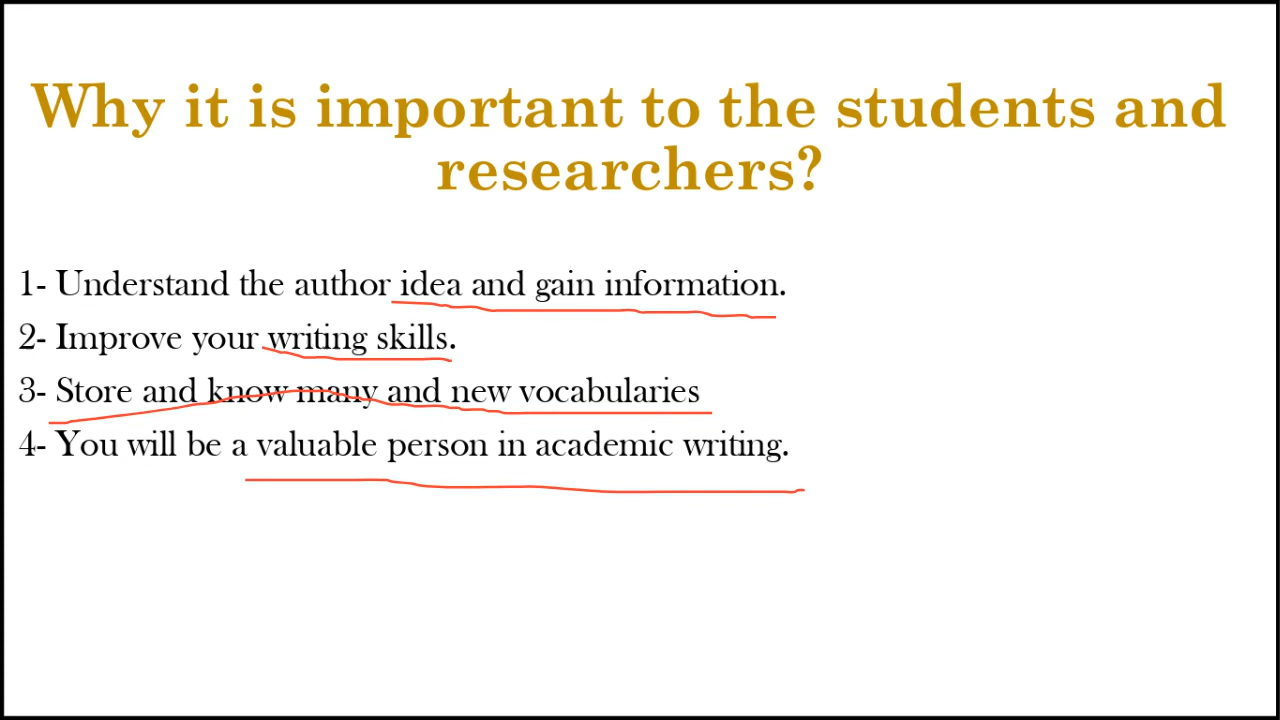 Why it is important to the students and
researchers?
1- Understand the author idea and gain information.
2- Improve your writing skills.
3- Store and know many and new vocabularies
4- You will be a valuable person in academic writing.